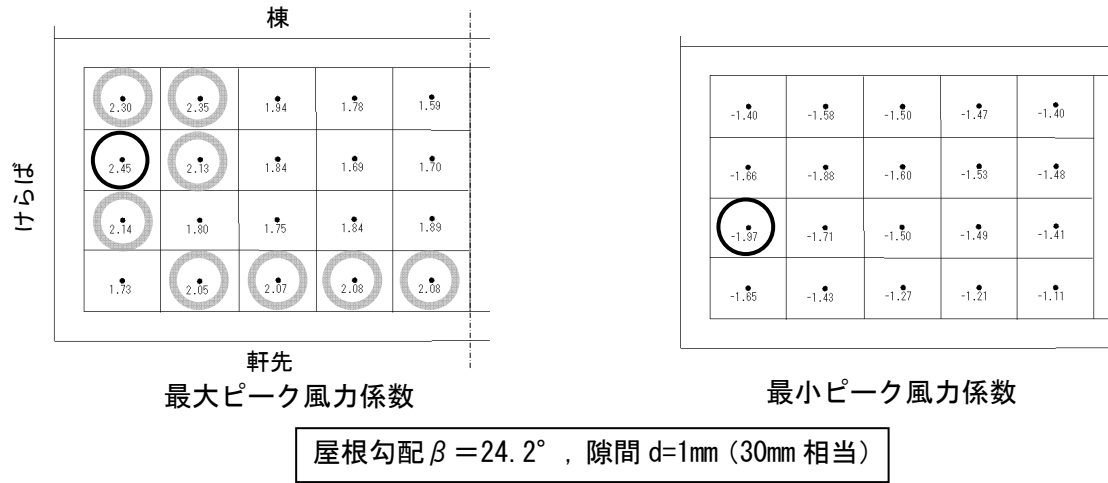 棟
2.30 2.35 1.94 1.78 1.59
2.45 2.13 1.84 1.69 1.70
2.14 1.80 1.75 1.84 1.89
1.73 2.05 2.07 2.08 2.08
けらば
軒先
最大ピーク風力係数
-1.40 -1.58 -1.50 -1.47 -1.40
-1.66 -1.88 -1.60 -1.53 -1.48
-1.97 -1.71 -1.50 -1.49 -1.41
-1.65 -1.43 -1.27 -1.21 -1.11
最小ピーク風力係数
屋根勾配β＝24.2°, 隙間 d=1mm（30mm 相当）